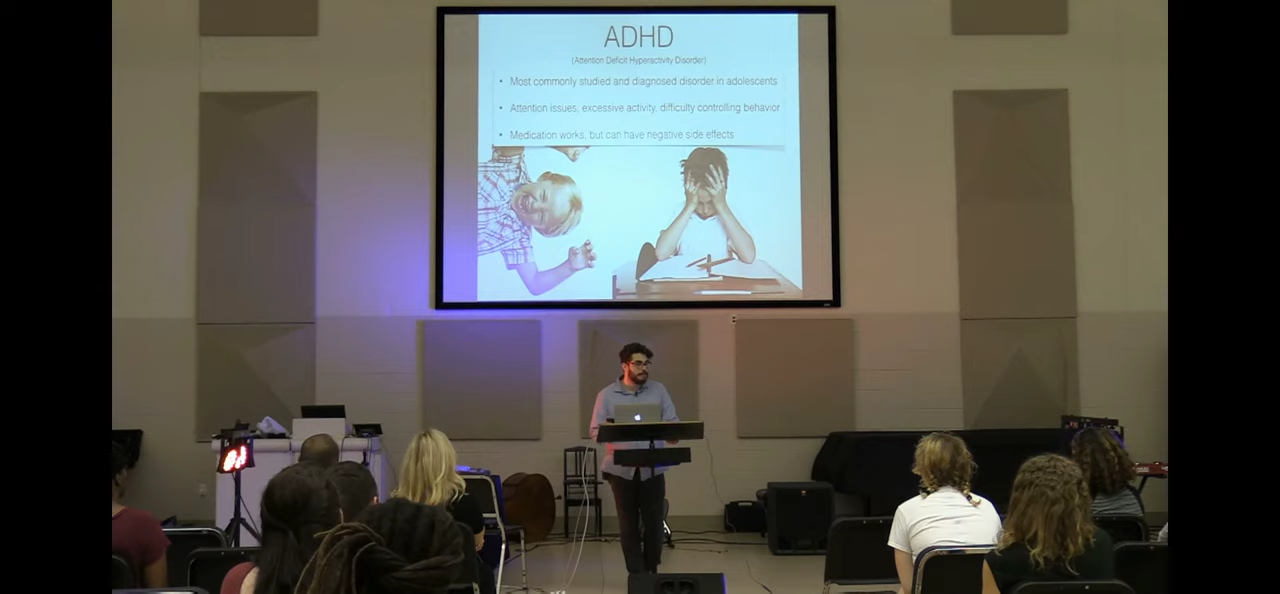 ADHD
(Attention Deficit Hyperactivity Disorder)
• Most commonly studied and diagnosed disorder in adolescents
• Attention issues, excessive activity, difficulty controlling behavior
• Medication works, but can have negative side effects